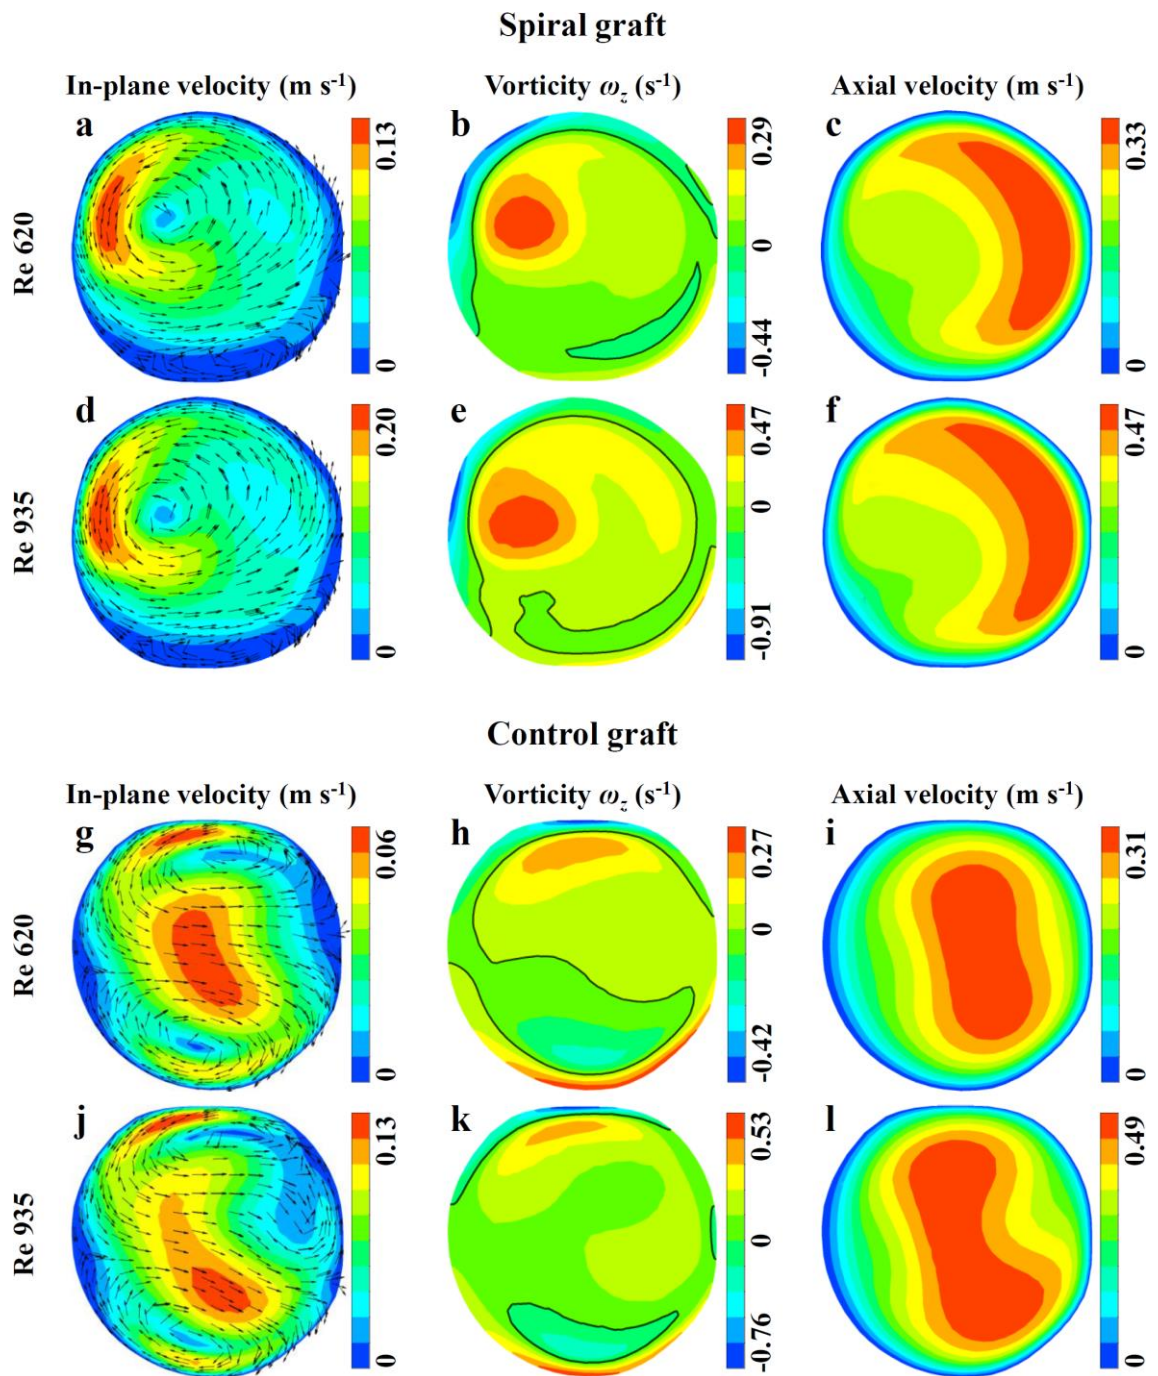 Spiral graft
In-plane velocity (m s⁻¹)
Vorticity ω_z (s⁻¹)
Axial velocity (m s⁻¹)
Re 620
a
0.13
0
b
0.29
0
-0.44
c
0.33
0
Re 935
d
0.20
0
e
0.47
0
-0.91
f
0.47
0
Control graft
In-plane velocity (m s⁻¹)
Vorticity ω_z (s⁻¹)
Axial velocity (m s⁻¹)
Re 620
g
0.06
0
h
0.27
0
-0.42
i
0.31
0
Re 935
j
0.13
0
k
0.53
0
-0.76
l
0.49
0